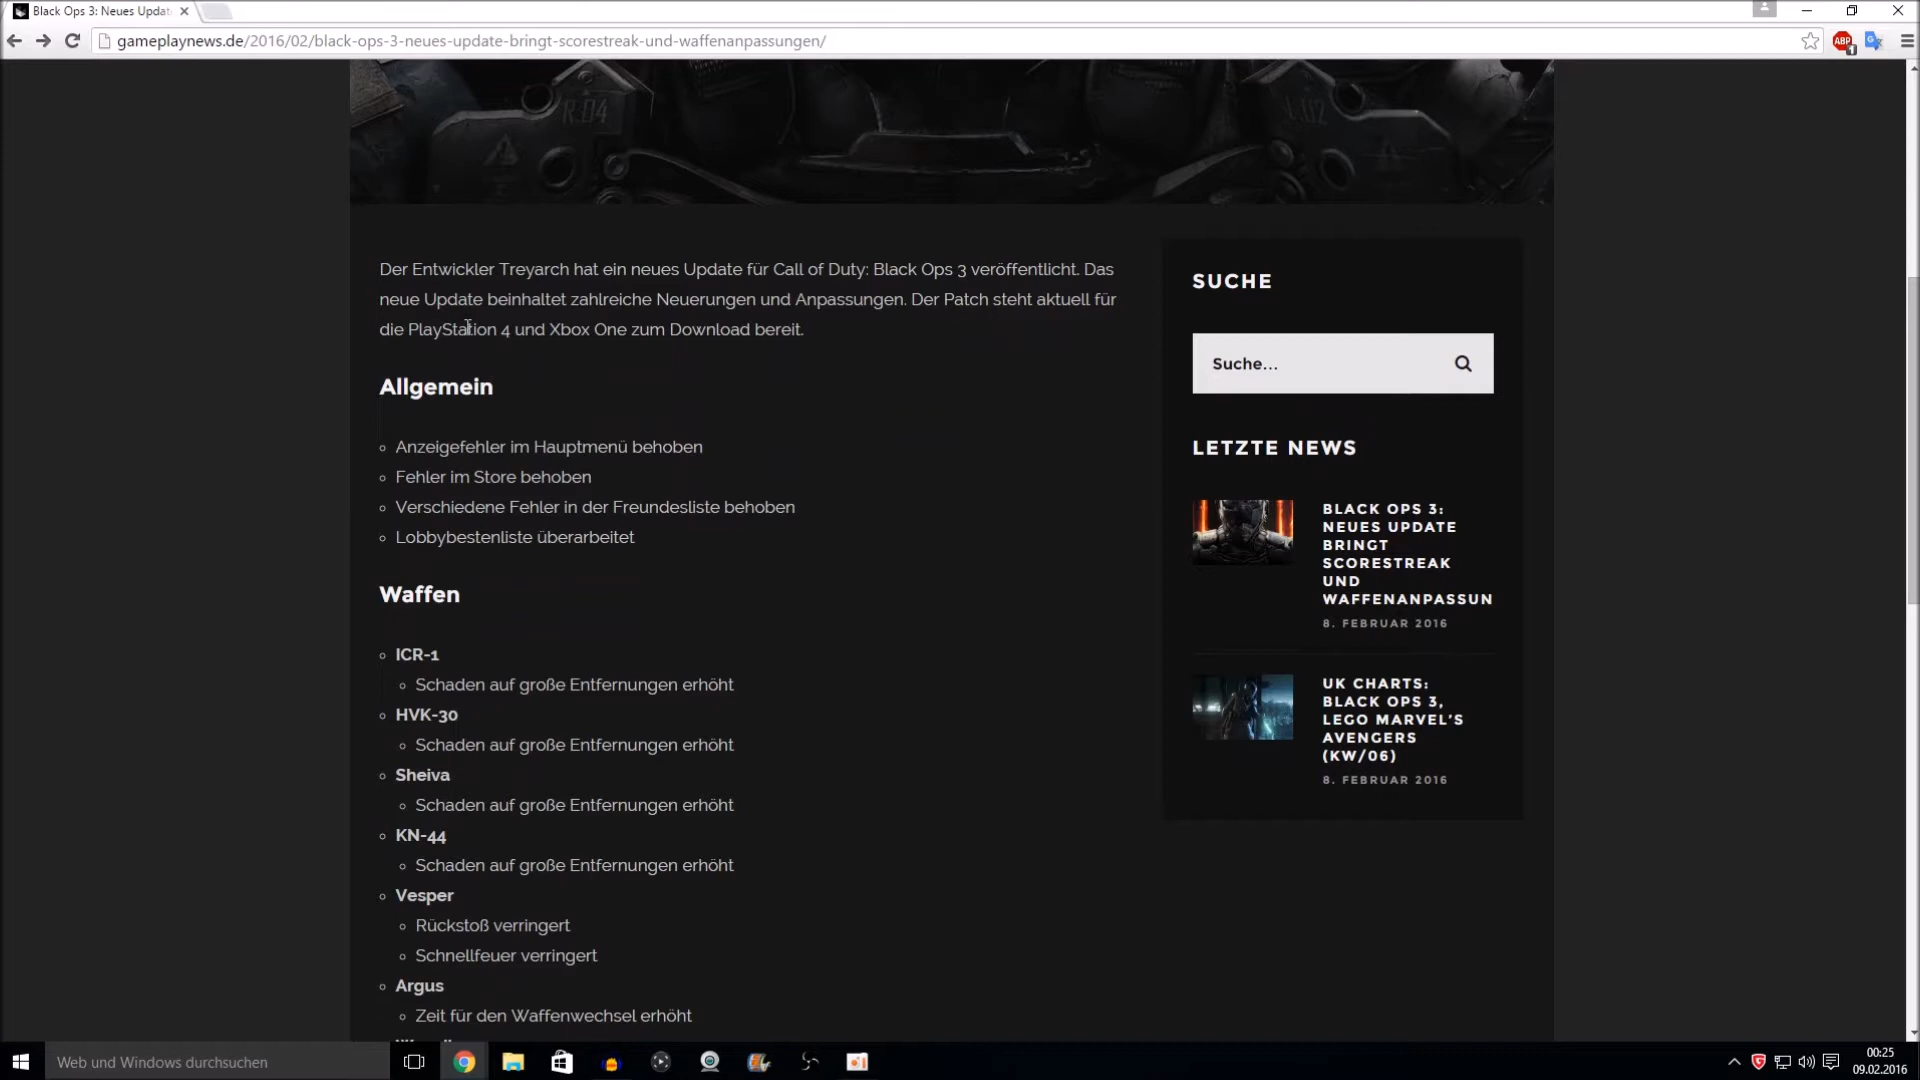 Black Ops 3: Neues Updat
gameplaynews.de/2016/02/black-ops-3-neues-update-bringt-scorestreak-und-waffenanpassungen/
ABP
1
R.04
Der Entwickler Treyarch hat ein neues Update für Call of Duty: Black Ops 3 veröffentlicht. Das
neue Update beinhaltet zahlreiche Neuerungen und Anpassungen. Der Patch steht aktuell für
die PlayStation 4 und Xbox One zum Download bereit.
Allgemein
Anzeigefehler im Hauptmenü behoben
Fehler im Store behoben
Verschiedene Fehler in der Freundesliste behoben
Lobbybestenliste überarbeitet
Waffen
ICR-1
Schaden auf große Entfernungen erhöht
HVK-30
Schaden auf große Entfernungen erhöht
Sheiva
Schaden auf große Entfernungen erhöht
KN-44
Schaden auf große Entfernungen erhöht
Vesper
Rückstoß verringert
Schnellfeuer verringert
Argus
Zeit für den Waffenwechsel erhöht
SUCHE
Suche...
LETZTE NEWS
BLACK OPS 3:
NEUES UPDATE
BRINGT
SCORESTREAK
UND
WAFFENANPASSUN
8. FEBRUAR 2016
UK CHARTS:
BLACK OPS 3,
LEGO MARVEL'S
AVENGERS
(KW/06)
8. FEBRUAR 2016
Web und Windows durchsuchen
00:25
09.02.2016